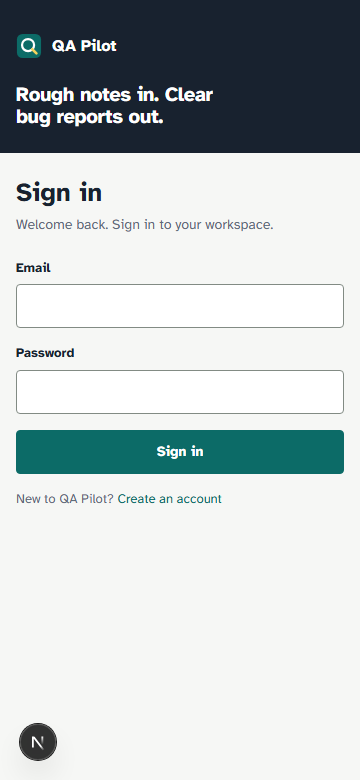 QA Pilot
Rough notes in. Clear
bug reports out.
Sign in
Welcome back. Sign in to your workspace.
Email
Password
Sign in
New to QA Pilot? Create an account
N